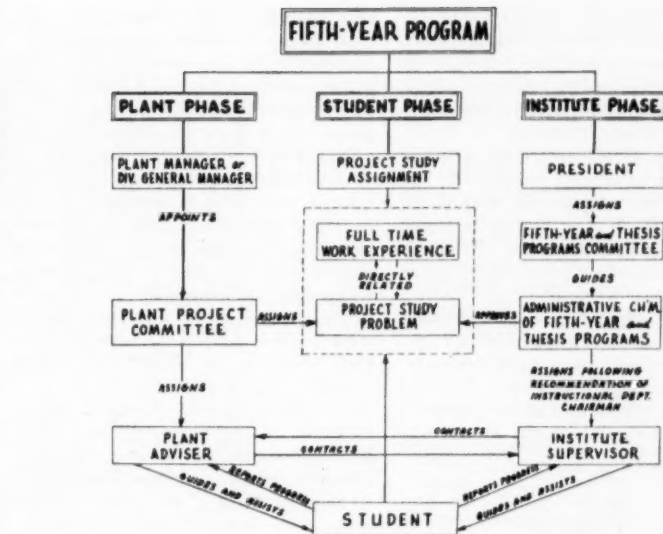 FIFTH-YEAR PROGRAM
PLANT PHASE
STUDENT PHASE
INSTITUTE PHASE
PLANT MANAGER or
DIV. GENERAL MANAGER
PROJECT STUDY
ASSIGNMENT
PRESIDENT
APPOINTS
ASSIGNS
FULL TIME
WORK EXPERIENCE
FIFTH-YEAR and THESIS
PROGRAMS COMMITTEE
DIRECTLY
RELATED
GUIDES
PLANT PROJECT
COMMITTEE
ASSIGNS
PROJECT STUDY
PROBLEM
APPROVES
ADMINISTRATIVE CH'M.
OF FIFTH-YEAR and
THESIS PROGRAMS
ASSIGNS
ASSIGNS FOLLOWING
RECOMMENDATION OF
INSTRUCTIONAL DEPT.
CHAIRMAN
PLANT
ADVISER
CONTACTS
CONTACTS
INSTITUTE
SUPERVISOR
REPORTS PROGRESS
GUIDES AND ASSISTS
REPORTS PROGRESS
GUIDES AND ASSISTS
STUDENT